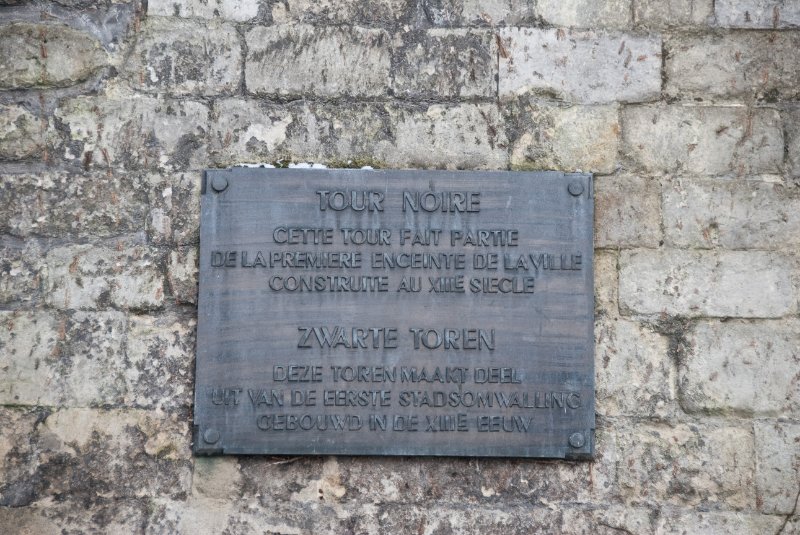 TOUR NOIRE
CETTE TOUR FAIT PARTIE
DE LA PREMIERE ENCEINTE DE LA VILLE
CONSTRUITE AU XIIIE SIECLE
ZWARTE TOREN
DEZE TOREN MAAKT DEEL
UIT VAN DE EERSTE STADSOMWALLING
GEBOUWD IN DE XIIIE EEUW